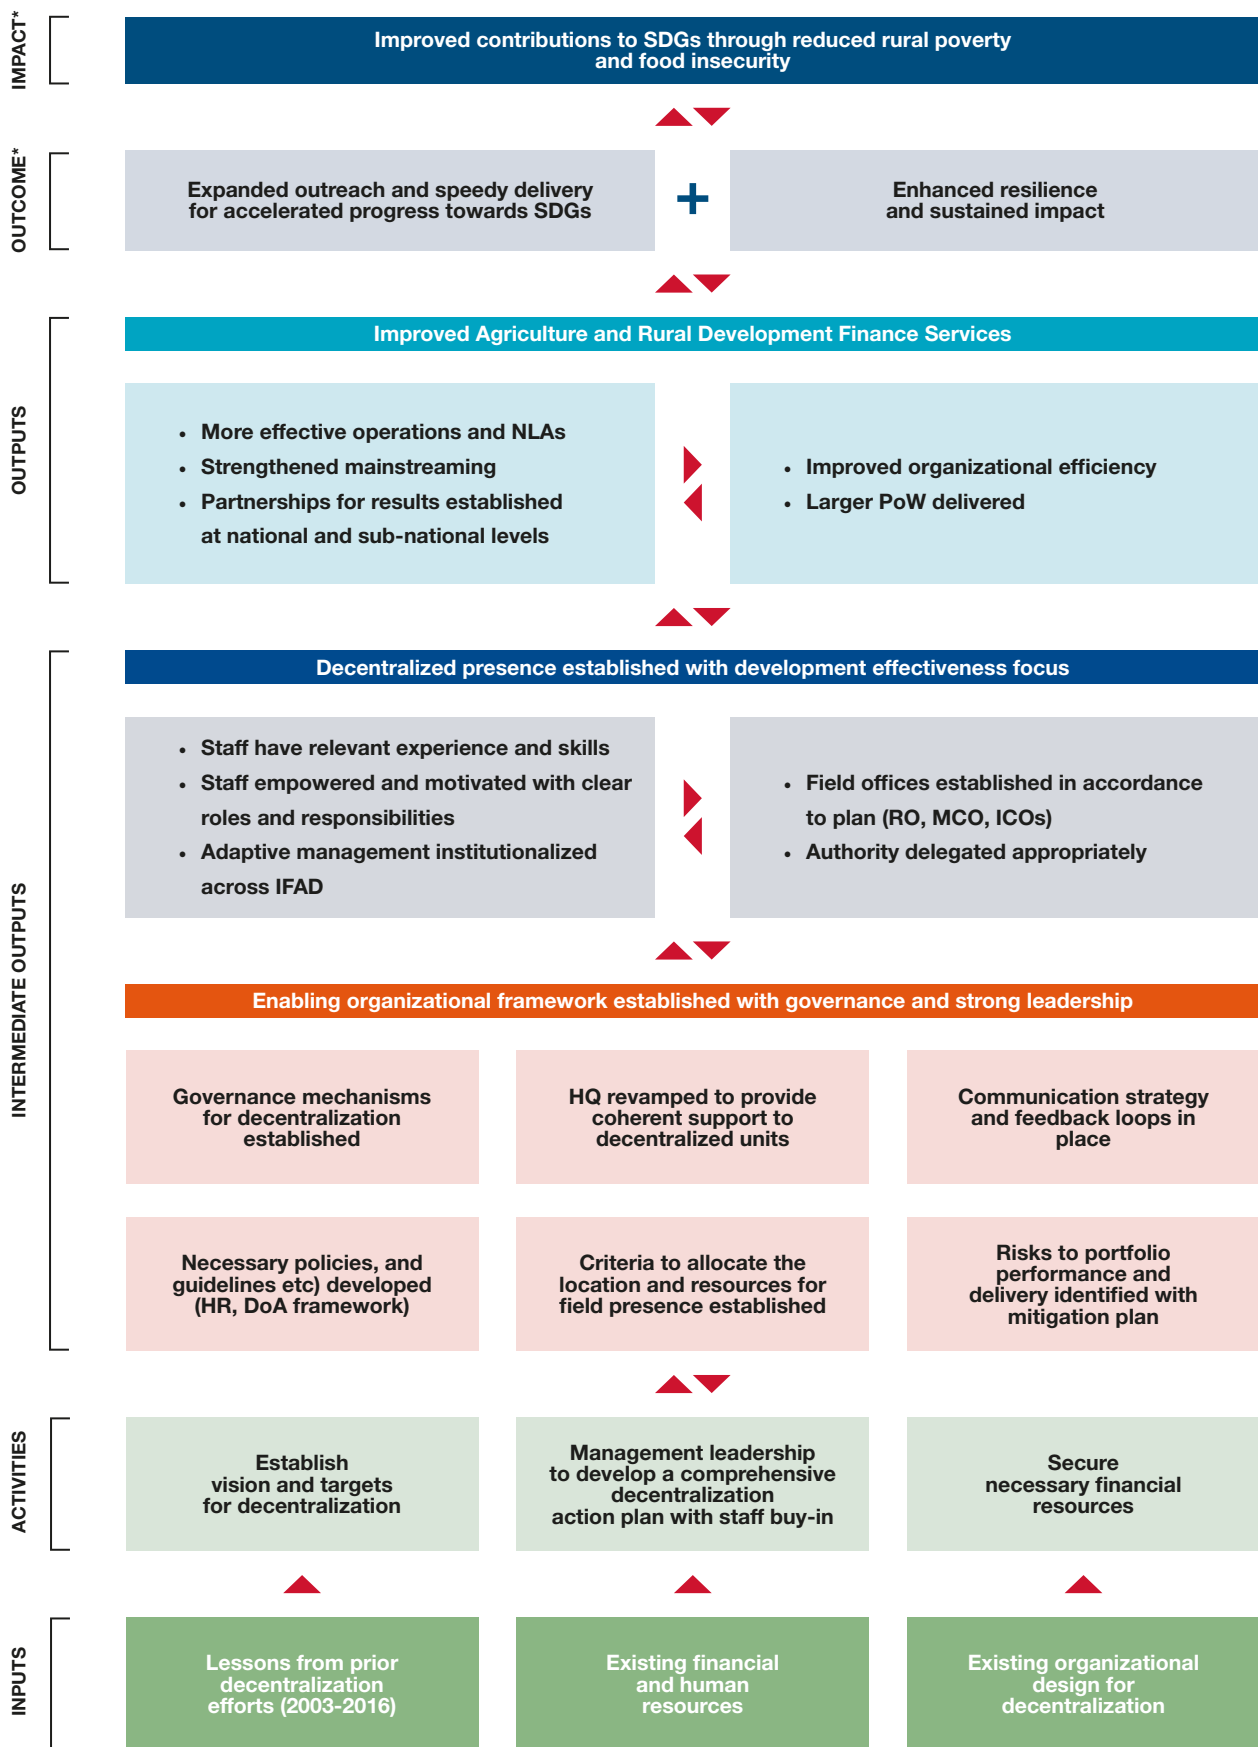 IMPACT*
Improved contributions to SDGs through reduced rural poverty
and food insecurity
OUTCOME*
Expanded outreach and speedy delivery
for accelerated progress towards SDGs
+
Enhanced resilience
and sustained impact
OUTPUTS
Improved Agriculture and Rural Development Finance Services
• More effective operations and NLAs
• Strengthened mainstreaming
• Partnerships for results established
at national and sub-national levels
• Improved organizational efficiency
• Larger PoW delivered
INTERMEDIATE OUTPUTS
Decentralized presence established with development effectiveness focus
• Staff have relevant experience and skills
• Staff empowered and motivated with clear
roles and responsibilities
• Adaptive management institutionalized
across IFAD
• Field offices established in accordance
to plan (RO, MCO, ICOs)
• Authority delegated appropriately
Enabling organizational framework established with governance and strong leadership
Governance mechanisms
for decentralization
established
HQ revamped to provide
coherent support to
decentralized units
Communication strategy
and feedback loops in
place
Necessary policies, and
guidelines etc) developed
(HR, DoA framework)
Criteria to allocate the
location and resources for
field presence established
Risks to portfolio
performance and
delivery identified with
mitigation plan
ACTIVITIES
Establish
vision and targets
for decentralization
Management leadership
to develop a comprehensive
decentralization
action plan with staff buy-in
Secure
necessary financial
resources
INPUTS
Lessons from prior
decentralization
efforts (2003-2016)
Existing financial
and human
resources
Existing organizational
design for
decentralization